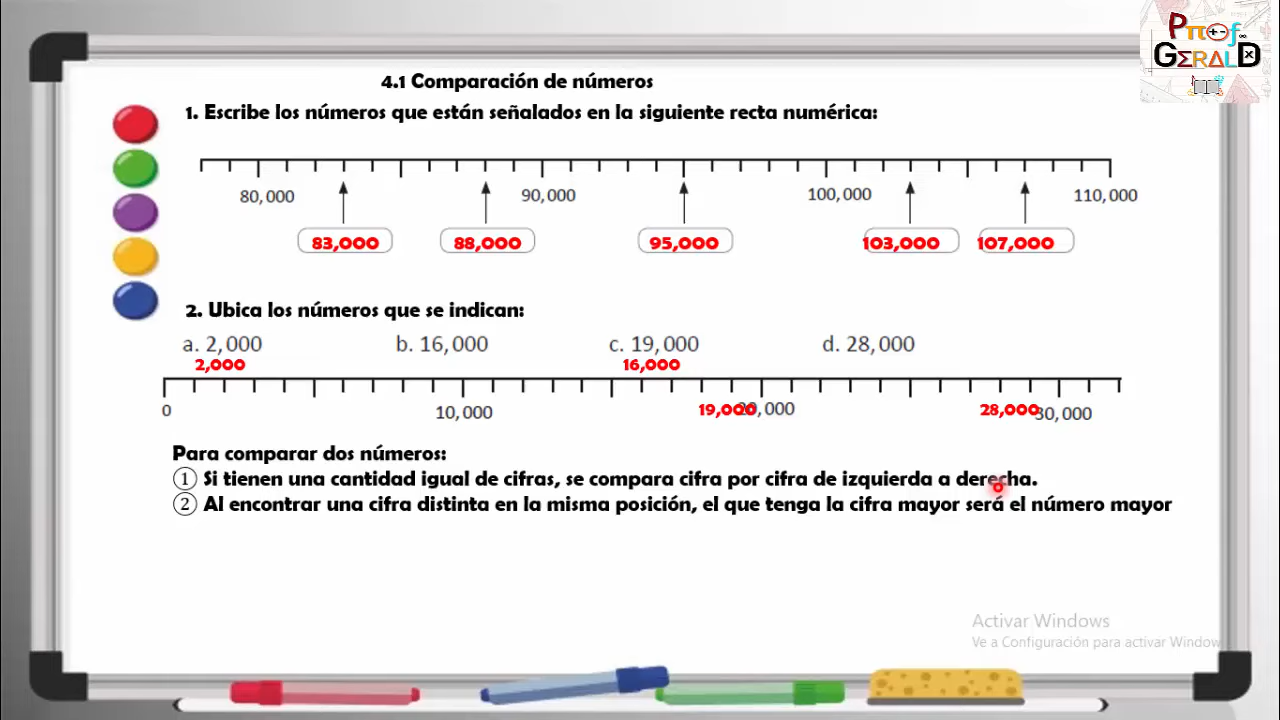 Pππof.
GΣRALD
4.1 Comparación de números
1. Escribe los números que están señalados en la siguiente recta numérica:
80,000 90,000 100,000 110,000
83,000 88,000 95,000 103,000 107,000
2. Ubica los números que se indican:
a. 2,000 b. 16,000 c. 19,000 d. 28,000
2,000 16,000
0 10,000 19,000 20,000 28,000 30,000
Para comparar dos números:
① Si tienen una cantidad igual de cifras, se compara cifra por cifra de izquierda a derecha.
② Al encontrar una cifra distinta en la misma posición, el que tenga la cifra mayor será el número mayor
Activar Windows
Ve a Configuración para activar Window